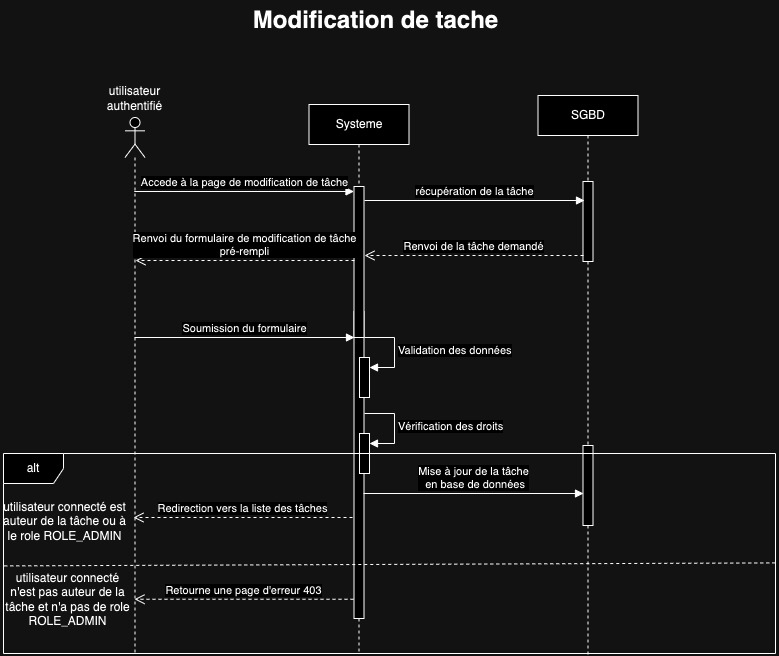 Modification de tache
utilisateur
authentifié
Systeme
SGBD
Accede à la page de modification de tâche
récupération de la tâche
Renvoi du formulaire de modification de tâche
pré-rempli
Renvoi de la tâche demandé
Soumission du formulaire
Validation des données
Vérification des droits
alt
Mise à jour de la tâche
en base de données
utilisateur connecté est
auteur de la tâche ou à
le role ROLE_ADMIN
Redirection vers la liste des tâches
utilisateur connecté
n'est pas auteur de la
tâche et n'a pas de role
ROLE_ADMIN
Retourne une page d'erreur 403